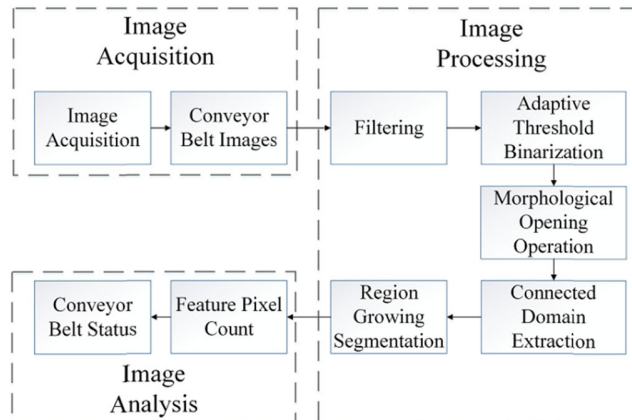 Image
Acquisition
Image
Acquisition
Conveyor
Belt Images
Image
Processing
Filtering
Adaptive
Threshold
Binarization
Morphological
Opening
Operation
Connected
Domain
Extraction
Region
Growing
Segmentation
Feature Pixel
Count
Conveyor
Belt Status
Image
Analysis